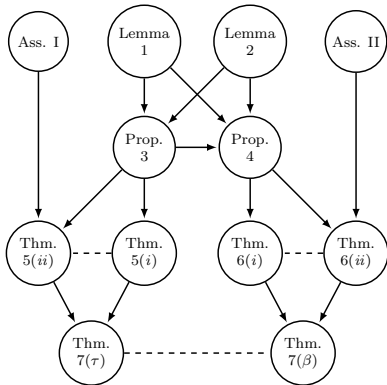 Ass. I
Lemma
1
Lemma
2
Ass. II
Prop.
3
Prop.
4
Thm.
5(ii)
Thm.
5(i)
Thm.
6(i)
Thm.
6(ii)
Thm.
7(τ)
Thm.
7(β)